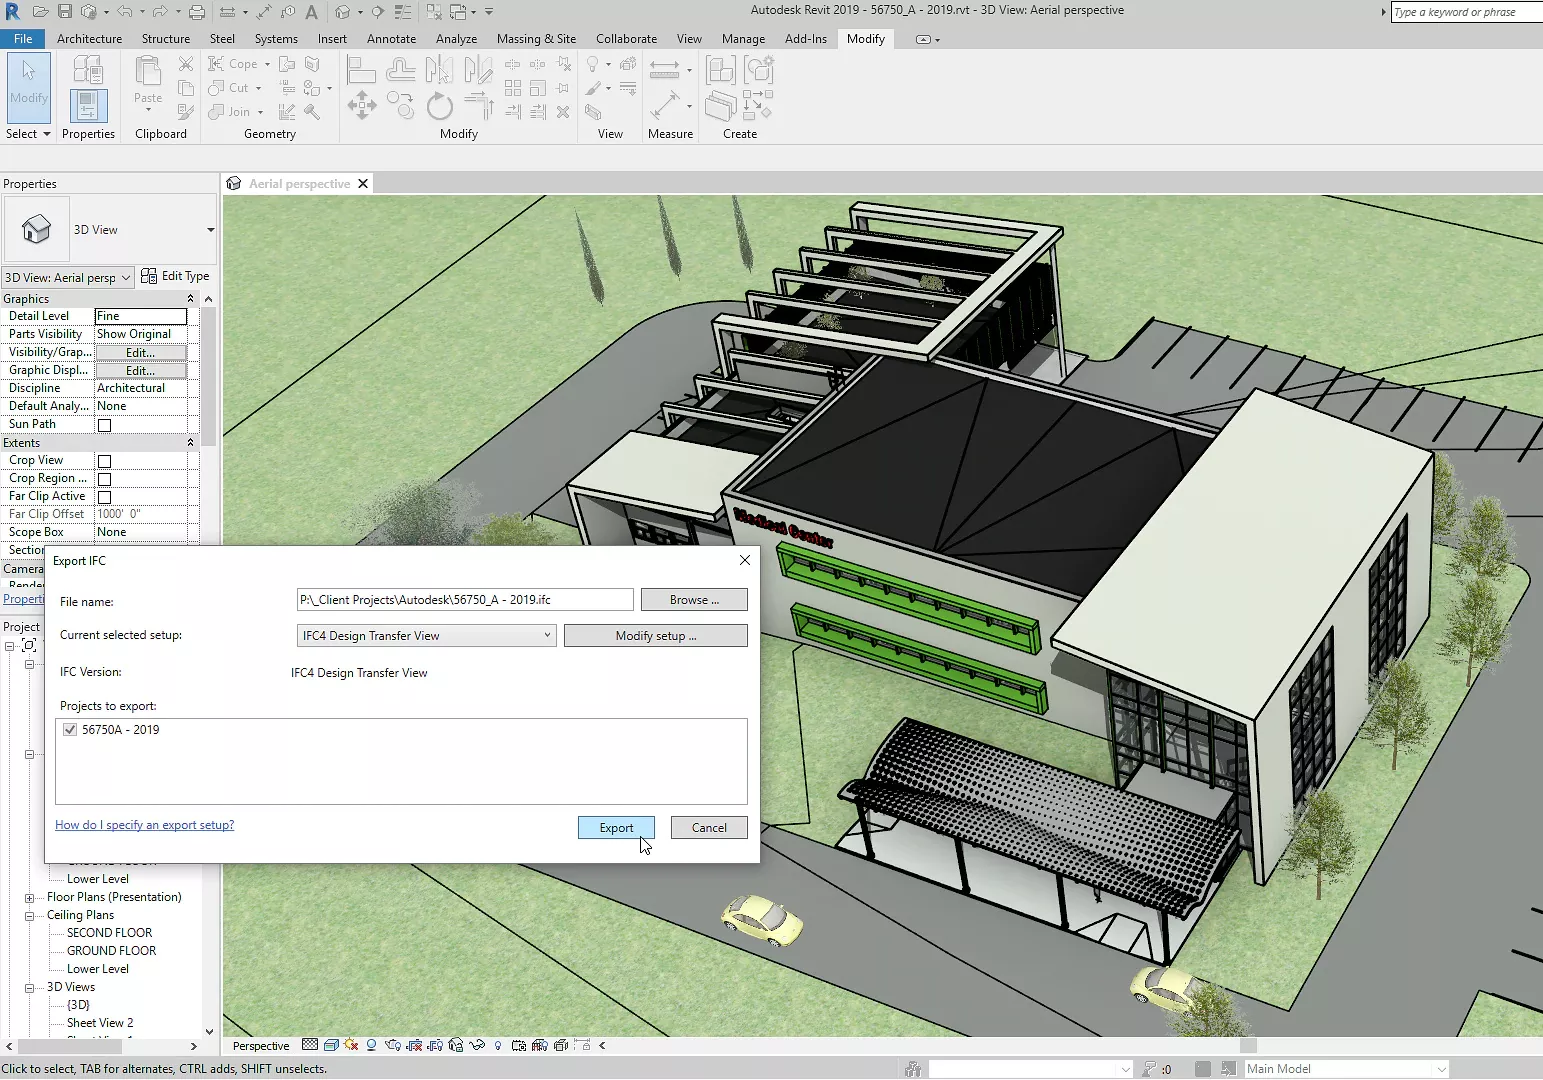 Autodesk Revit 2019 - 56750_A - 2019.rvt - 3D View: Aerial perspective
Type a keyword or phrase
File Architecture Structure Steel Systems Insert Annotate Analyze Massing & Site Collaborate View Manage Add-Ins Modify
Modify
Paste
Cope
Cut
Join
Select Properties Clipboard Geometry Modify View Measure Create
Properties
Aerial perspective
3D View
3D View: Aerial persp
Edit Type
Graphics
Detail Level Fine
Parts Visibility Show Original
Visibility/Grap... Edit...
Graphic Displ... Edit...
Discipline Architectural
Default Analy... None
Sun Path
Extents
Crop View
Crop Region ...
Far Clip Active
Far Clip Offset 1000' 0"
Scope Box None
Section
Camera
Properti
Project
Medical Center
Export IFC
File name: P:\_Client Projects\Autodesk\56750_A - 2019.ifc Browse ...
Current selected setup: IFC4 Design Transfer View Modify setup ...
IFC Version: IFC4 Design Transfer View
Projects to export:
56750A - 2019
How do I specify an export setup?
Export Cancel
Lower Level
Floor Plans (Presentation)
Ceiling Plans
SECOND FLOOR
GROUND FLOOR
Lower Level
3D Views
{3D}
Sheet View 2
Perspective
Click to select, TAB for alternates, CTRL adds, SHIFT unselects.
:0
Main Model